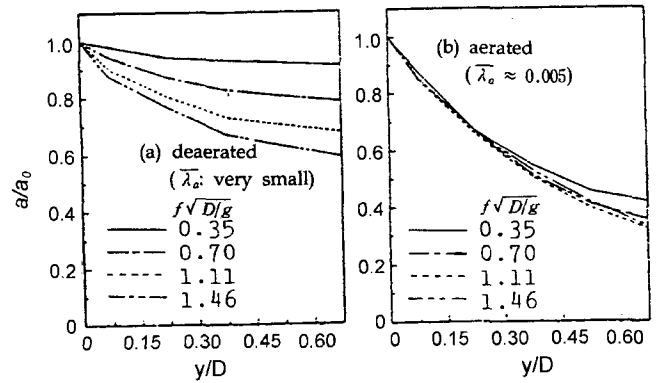 1.0
0.8
0.6
0.4
0.2
0
a/a₀
(a) deaerated
(λₐ: very small)
f√D/g
0.35
0.70
1.11
1.46
0 0.15 0.30 0.45 0.60
y/D
1.0
0.8
0.6
0.4
0.2
0
(b) aerated
(λₐ ≈ 0.005)
f√D/g
0.35
0.70
1.11
1.46
0 0.15 0.30 0.45 0.60
y/D